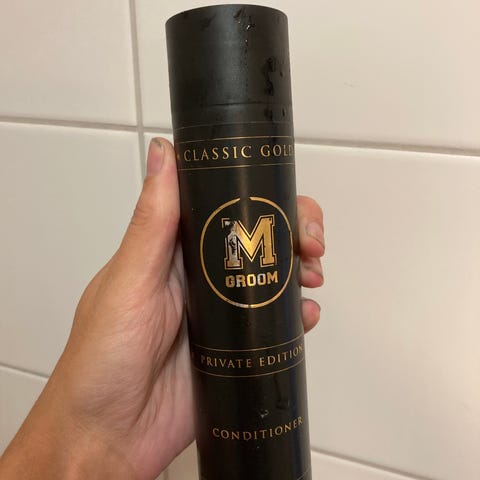 CLASSIC GOLD
M
GROOM
PRIVATE EDITION
CONDITIONER